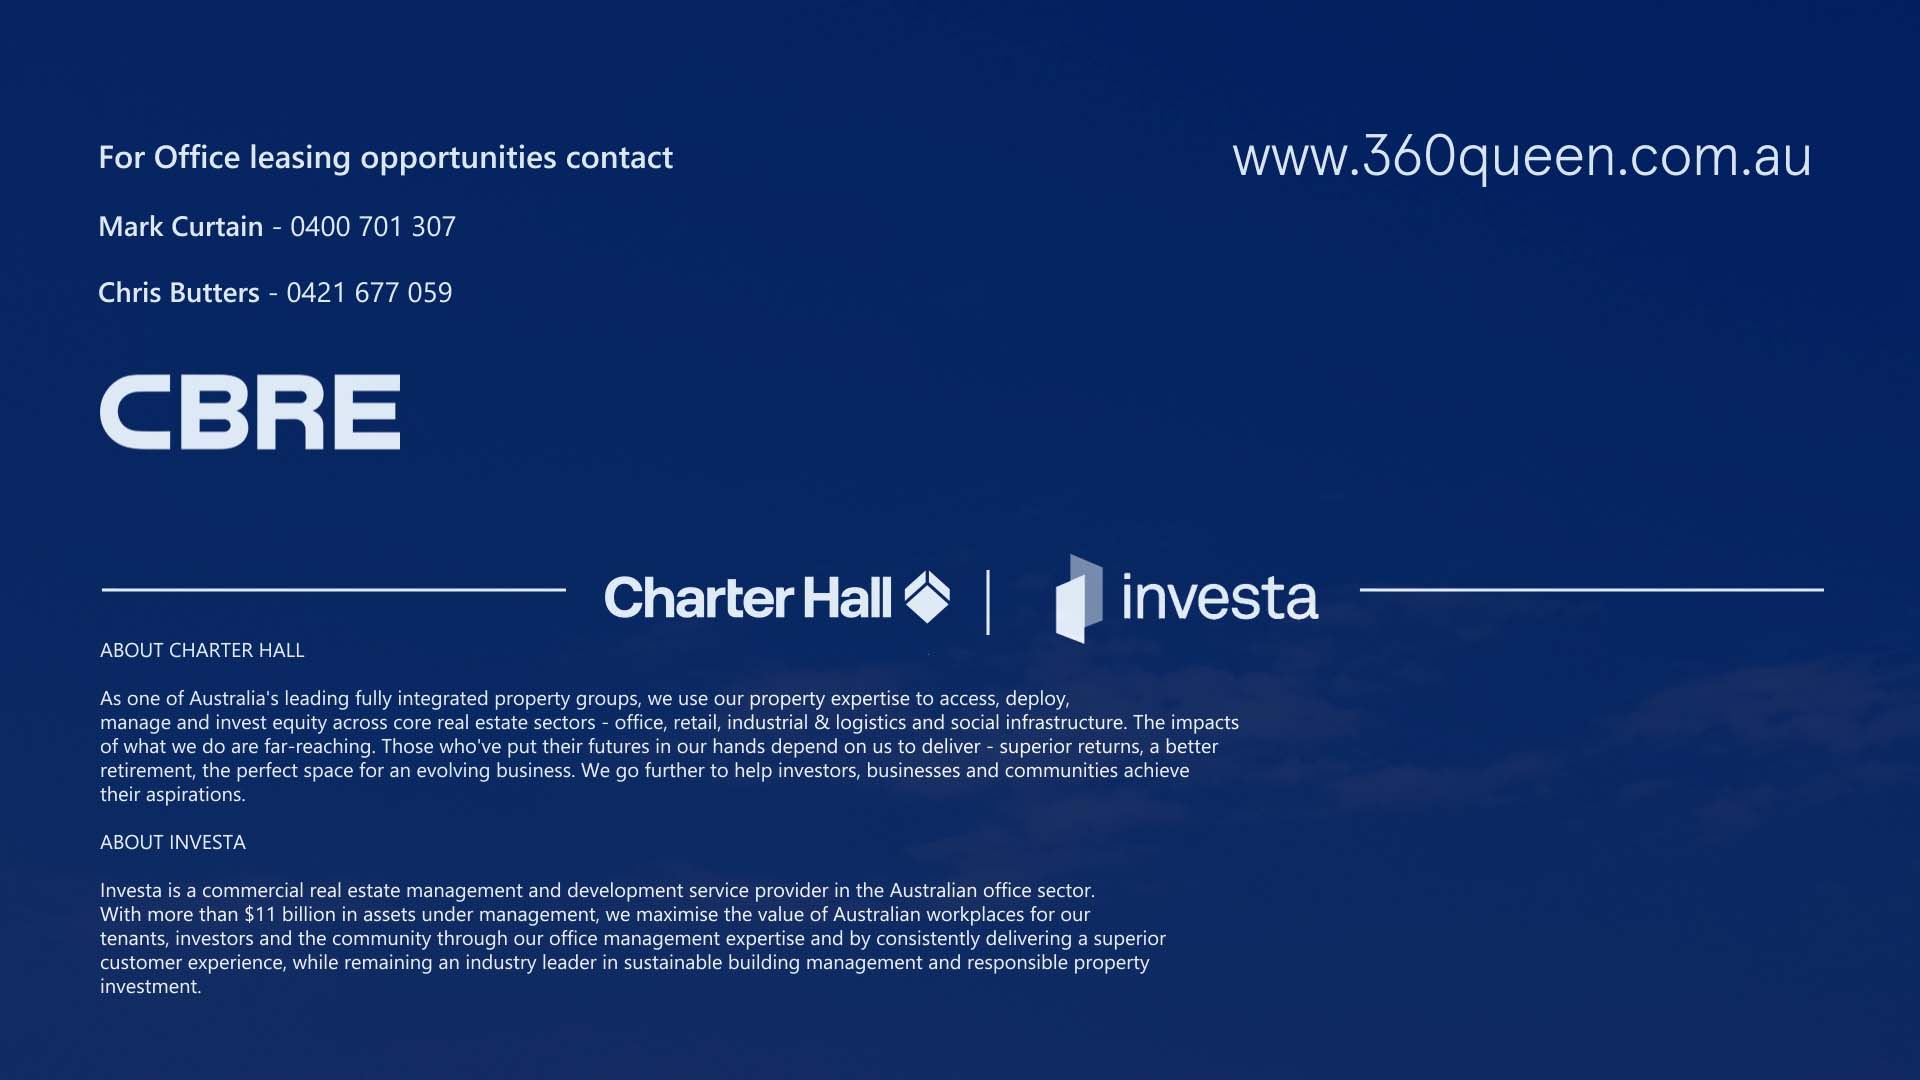 For Office leasing opportunities contact
www.360queen.com.au
Mark Curtain - 0400 701 307
Chris Butters - 0421 677 059
CBRE
Charter Hall
investa
ABOUT CHARTER HALL
As one of Australia's leading fully integrated property groups, we use our property expertise to access, deploy,
manage and invest equity across core real estate sectors - office, retail, industrial & logistics and social infrastructure. The impacts
of what we do are far-reaching. Those who've put their futures in our hands depend on us to deliver - superior returns, a better
retirement, the perfect space for an evolving business. We go further to help investors, businesses and communities achieve
their aspirations.
ABOUT INVESTA
Investa is a commercial real estate management and development service provider in the Australian office sector.
With more than $11 billion in assets under management, we maximise the value of Australian workplaces for our
tenants, investors and the community through our office management expertise and by consistently delivering a superior
customer experience, while remaining an industry leader in sustainable building management and responsible property
investment.